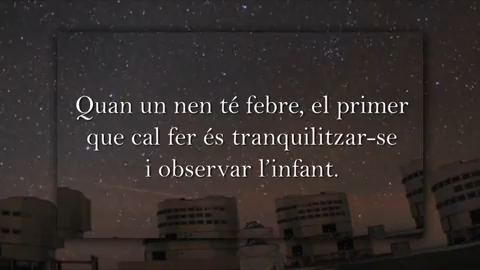 Quan un nen té febre, el primer
que cal fer és tranquilitzar-se
i observar l'infant.